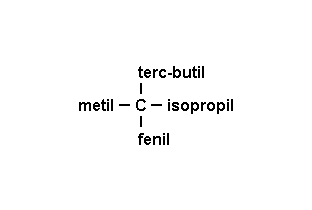 terc-butil
metil – C – isopropil
fenil